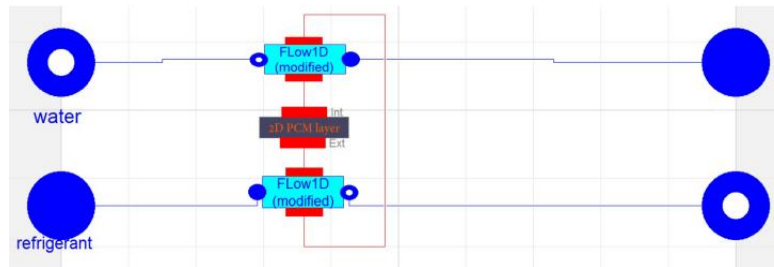 FLow1D
(modified)
water
Int
2D PCM layer
Ext
FLow1D
(modified)
refrigerant